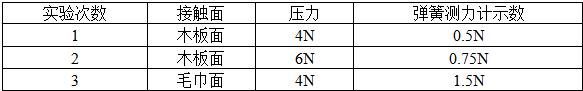 实验次数 接触面 压力 弹簧测力计示数
1 木板面 4N 0.5N
2 木板面 6N 0.75N
3 毛巾面 4N 1.5N